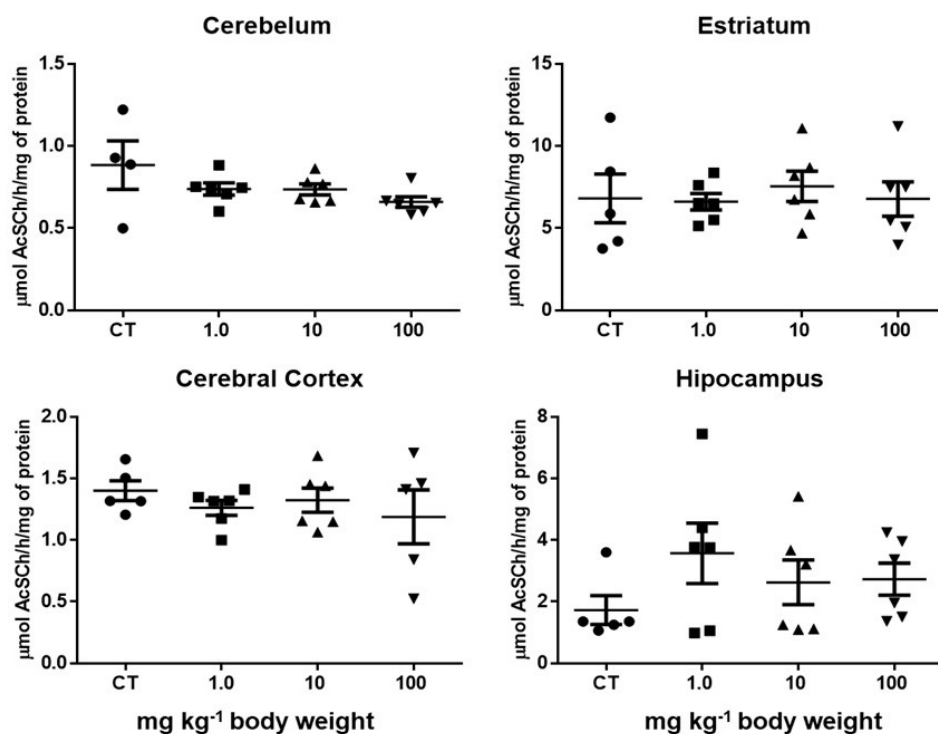 Cerebelum
μmol AcSCh/h/mg of protein
1.5
1.0
0.5
0.0
CT 1.0 10 100
Estriatum
μmol AcSCh/h/mg of protein
15
10
5
0
CT 1.0 10 100
Cerebral Cortex
μmol AcSCh/h/mg of protein
2.0
1.5
1.0
0.5
0.0
CT 1.0 10 100
mg kg⁻¹ body weight
Hipocampus
μmol AcSCh/h/mg of protein
8
6
4
2
0
CT 1.0 10 100
mg kg⁻¹ body weight